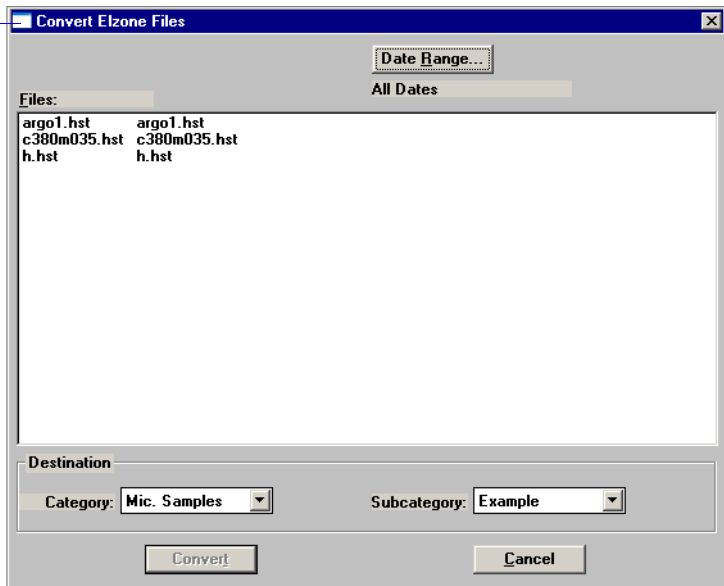 Convert Elzone Files
Date Range...
All Dates
Files:
argo1.hst argo1.hst
c380m035.hst c380m035.hst
h.hst h.hst
Destination
Category: Mic. Samples
Subcategory: Example
Convert
Cancel